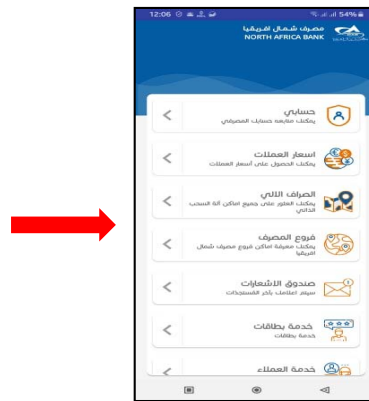 12:06
54%
مصرف شمال افريقيا
NORTH AFRICA BANK
حسابي
يمكنك متابعة حسابك المصرفي
اسعار العملات
يمكنك الحصول على أسعار العملات
الصراف الالي
يمكنك العثور على جميع اماكن آلة السحب
الذاتي
فروع المصرف
يمكنك معرفة اماكن فروع مصرف شمال
افريقيا
صندوق الاشعارات
سيتم اعلامك بآخر المستجدات
خدمة بطاقات
خدمة بطاقات
خدمة العملاء